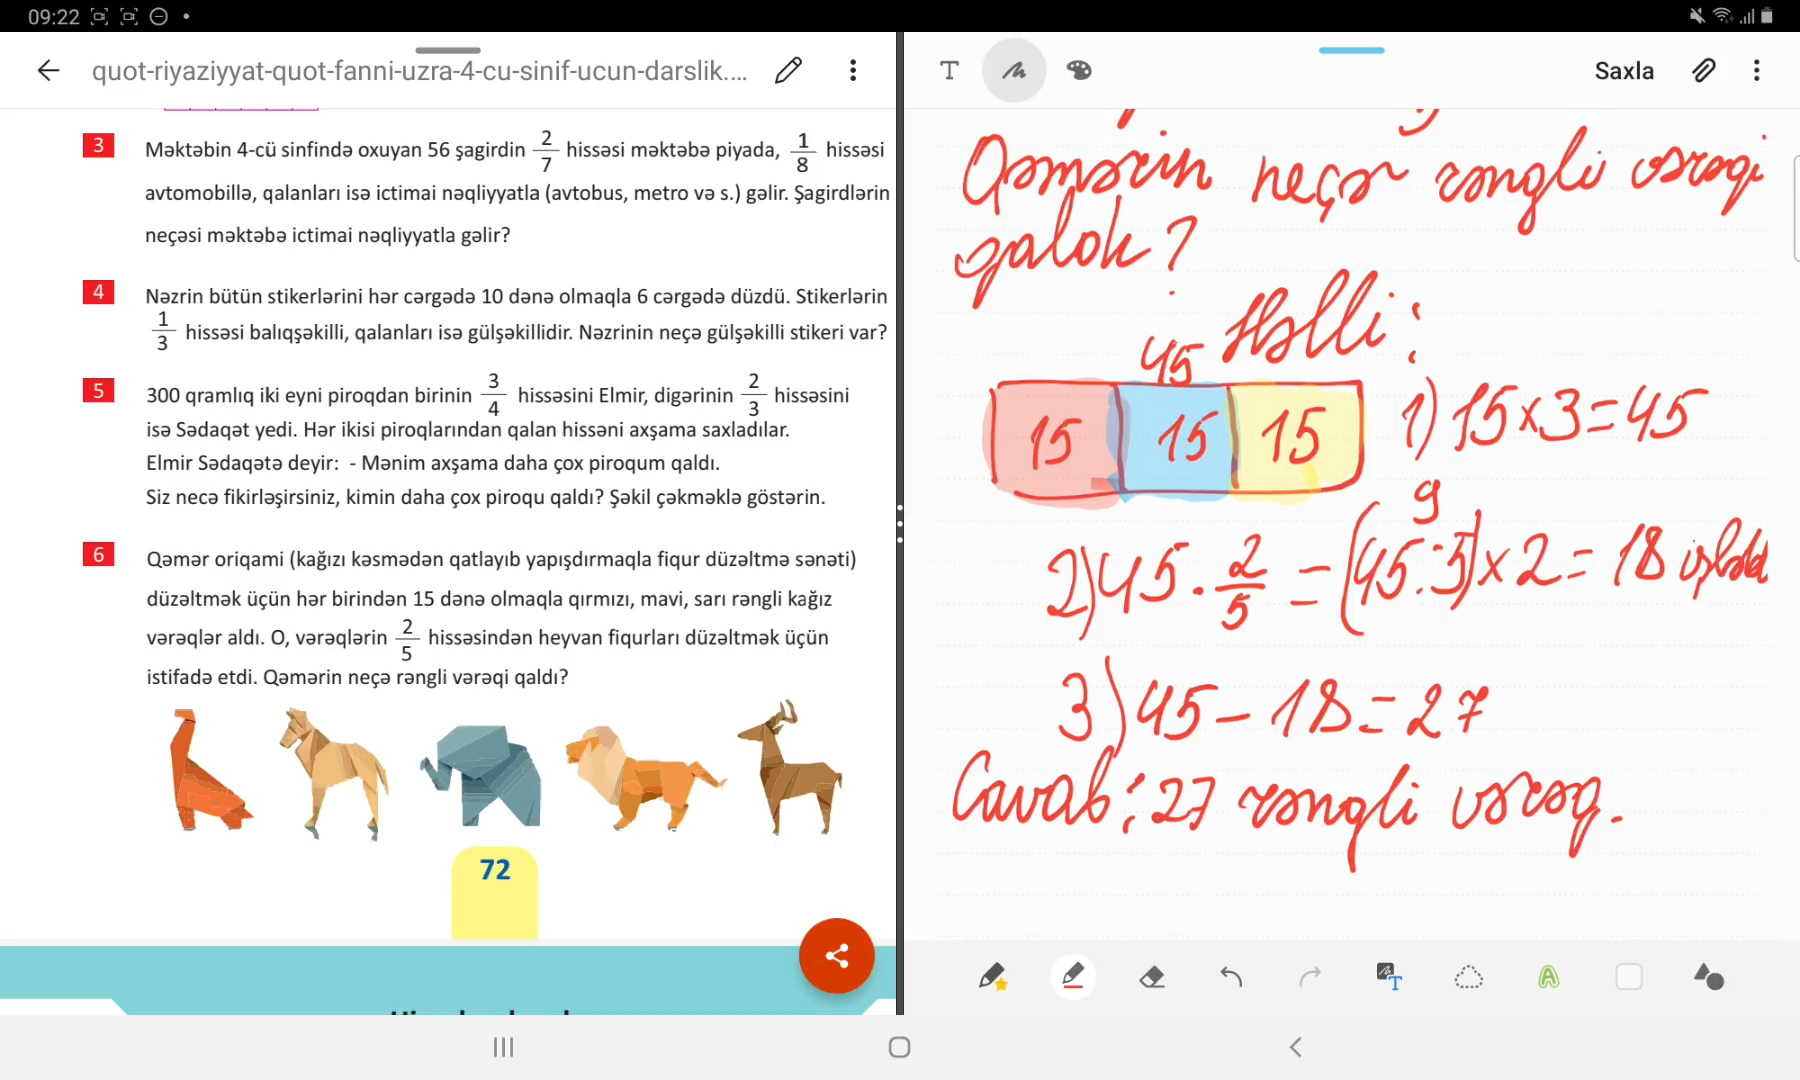 09:22
quot-riyaziyyat-quot-fanni-uzra-4-cu-sinif-ucun-darslik....
3 Məktəbin 4-cü sinfində oxuyan 56 şagirdin 2/7 hissəsi məktəbə piyada, 1/8 hissəsi
avtomobillə, qalanları isə ictimai nəqliyyatla (avtobus, metro və s.) gəlir. Şagirdlərin
neçəsi məktəbə ictimai nəqliyyatla gəlir?
4 Nəzrin bütün stikerlərini hər cərgədə 10 dənə olmaqla 6 cərgədə düzdü. Stikerlərin
1/3 hissəsi balıqşəkilli, qalanları isə gülşəkillidir. Nəzrinin neçə gülşəkilli stikeri var?
5 300 qramlıq iki eyni piroqdan birinin 3/4 hissəsini Elmir, digərinin 2/3 hissəsini
isə Sədaqət yedi. Hər ikisi piroqlarından qalan hissəni axşama saxladılar.
Elmir Sədaqətə deyir: - Mənim axşama daha çox piroqum qaldı.
Siz necə fikirləşirsiniz, kimin daha çox piroqu qaldı? Şəkil çəkməklə göstərin.
6 Qəmər oriqami (kağızı kəsmədən qatlayıb yapışdırmaqla fiqur düzəltmə sənəti)
düzəltmək üçün hər birindən 15 dənə olmaqla qırmızı, mavi, sarı rəngli kağız
vərəqlər aldı. O, vərəqlərin 2/5 hissəsindən heyvan fiqurları düzəltmək üçün
istifadə etdi. Qəmərin neçə rəngli vərəqi qaldı?
72
T
Saxla
Qəmərin neçə rəngli vərəqi
Həlli:
45
15 15 15
1) 15×3=45
9
2) 45 · 2/5 = (45:5)×2 = 18
3) 45 - 18 = 27
Cavab: 27 rəngli vərəq.